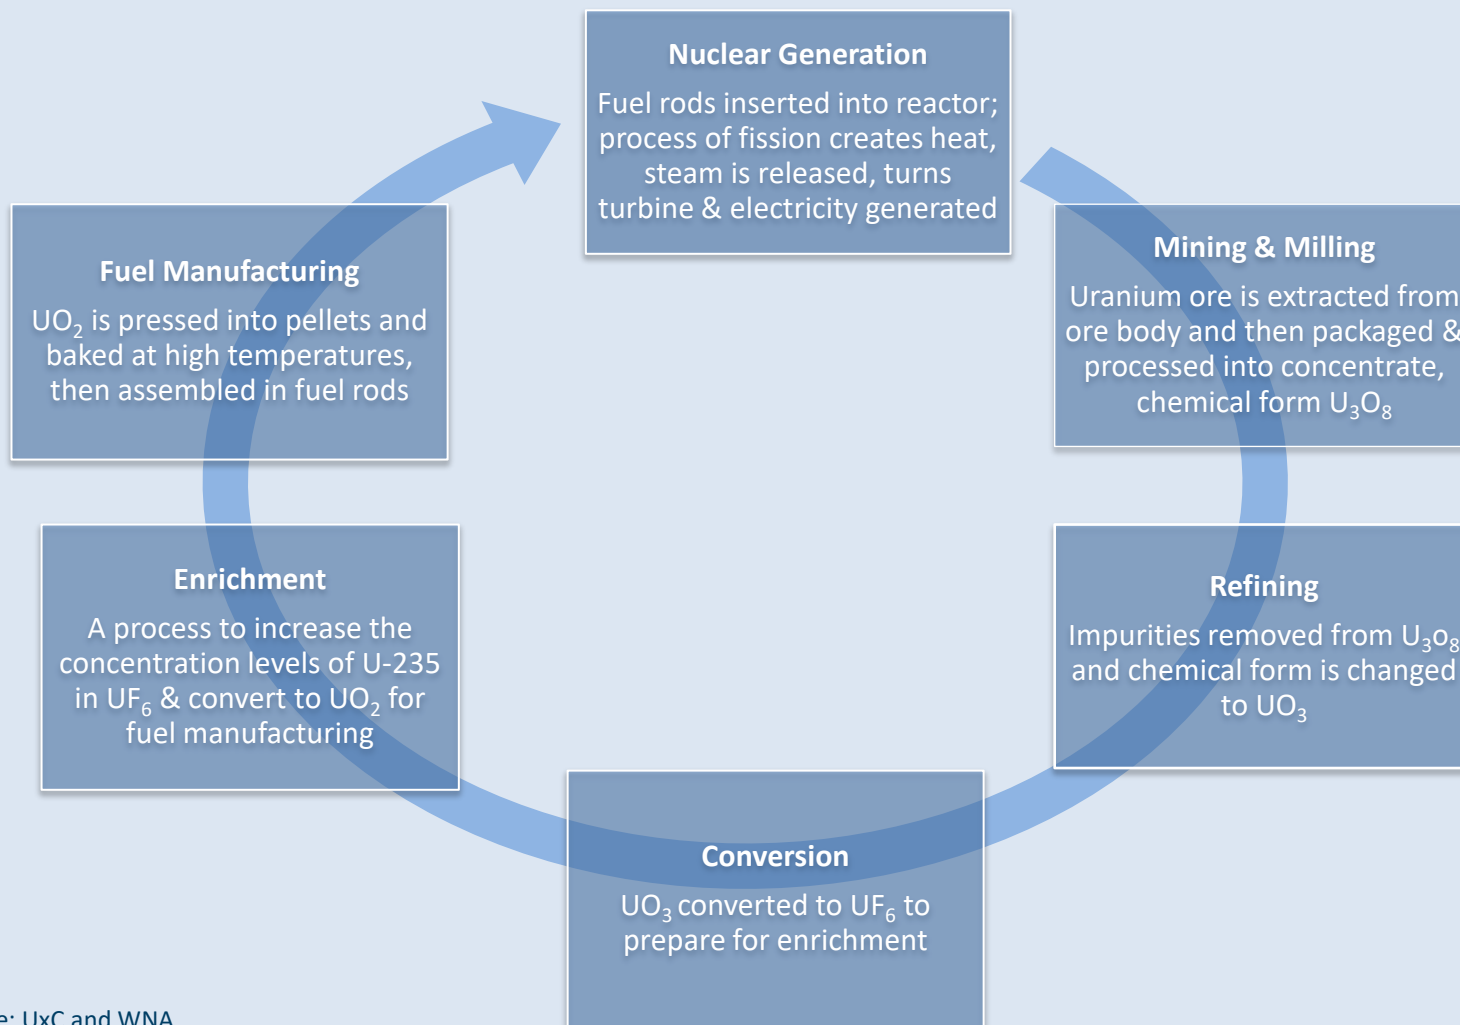 Nuclear Generation
Fuel rods inserted into reactor;
process of fission creates heat,
steam is released, turns
turbine & electricity generated
Mining & Milling
Uranium ore is extracted from
ore body and then packaged &
processed into concentrate,
chemical form U₃O₈
Refining
Impurities removed from U₃o₈
and chemical form is changed
to UO₃
Conversion
UO₃ converted to UF₆ to
prepare for enrichment
Enrichment
A process to increase the
concentration levels of U-235
in UF₆ & convert to UO₂ for
fuel manufacturing
Fuel Manufacturing
UO₂ is pressed into pellets and
baked at high temperatures,
then assembled in fuel rods
UxC and WNA